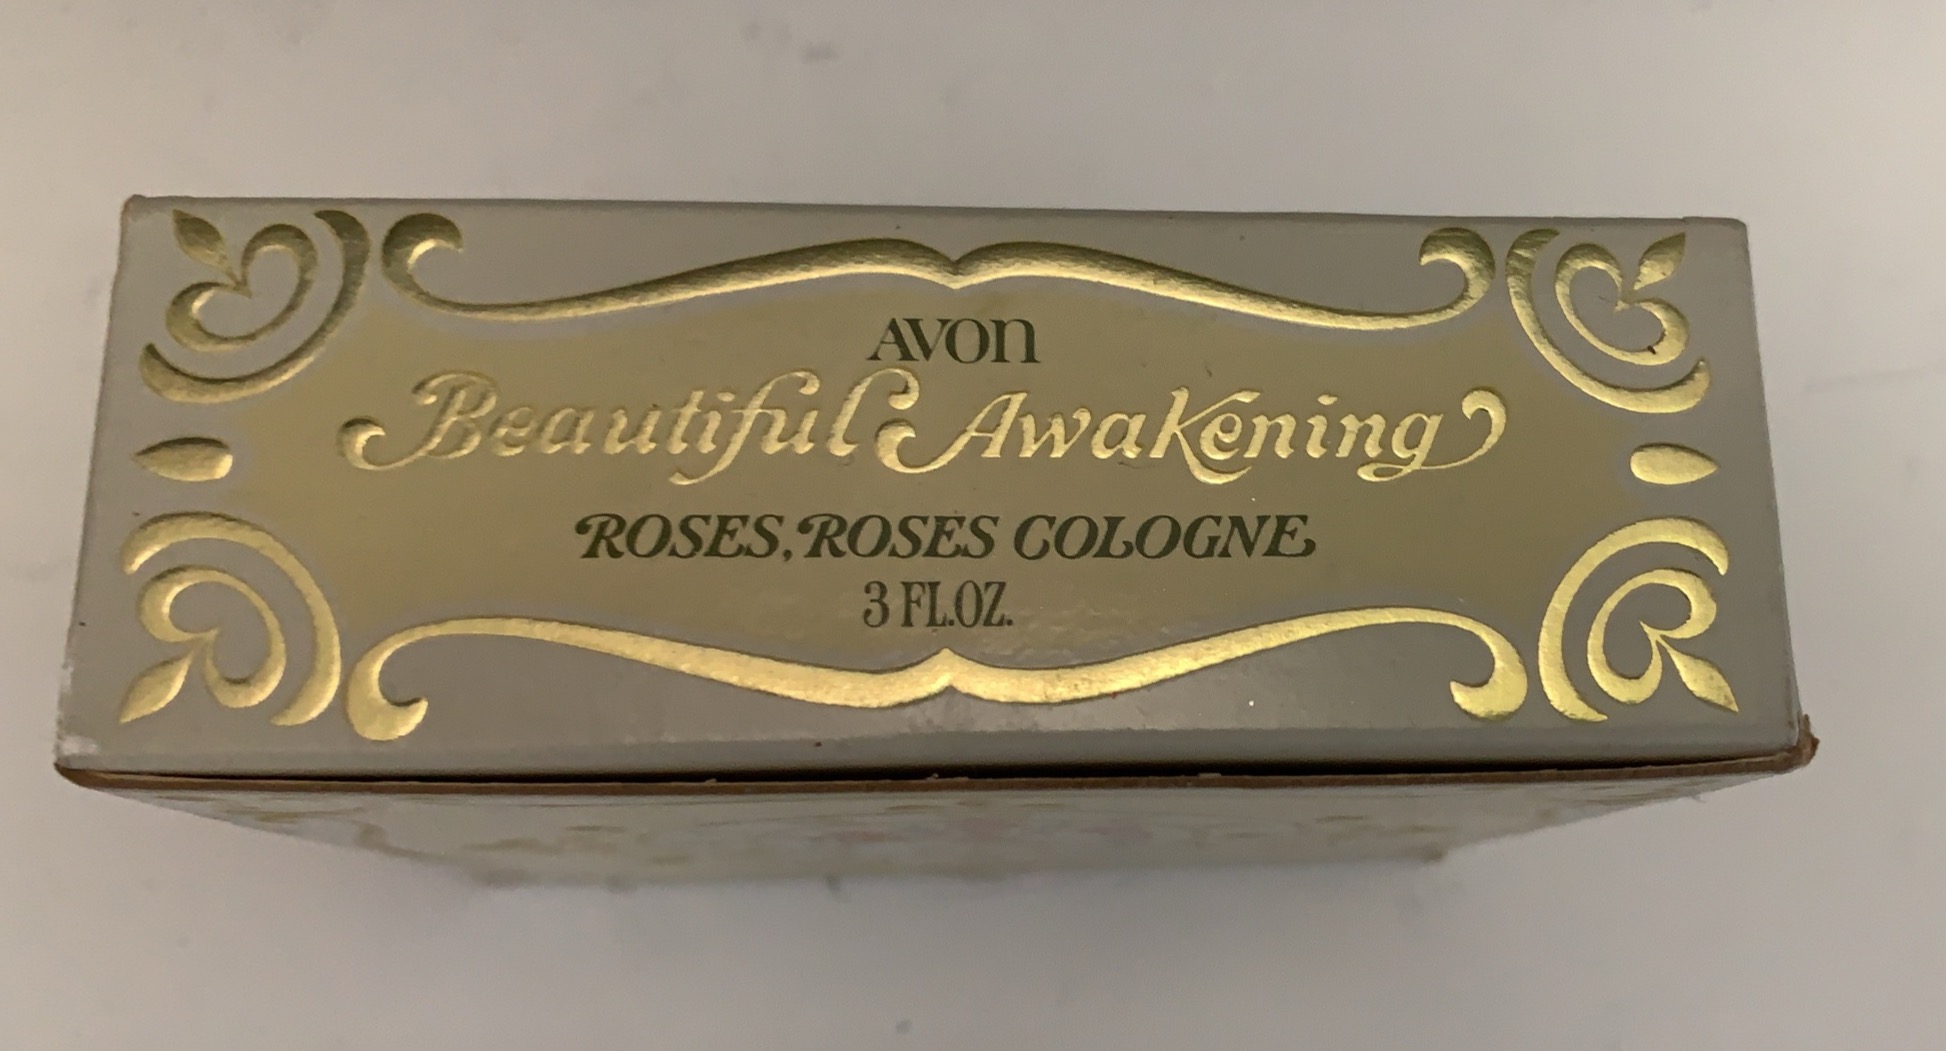 AVON
Beautiful Awakening
ROSES, ROSES COLOGNE
3 FL.OZ.